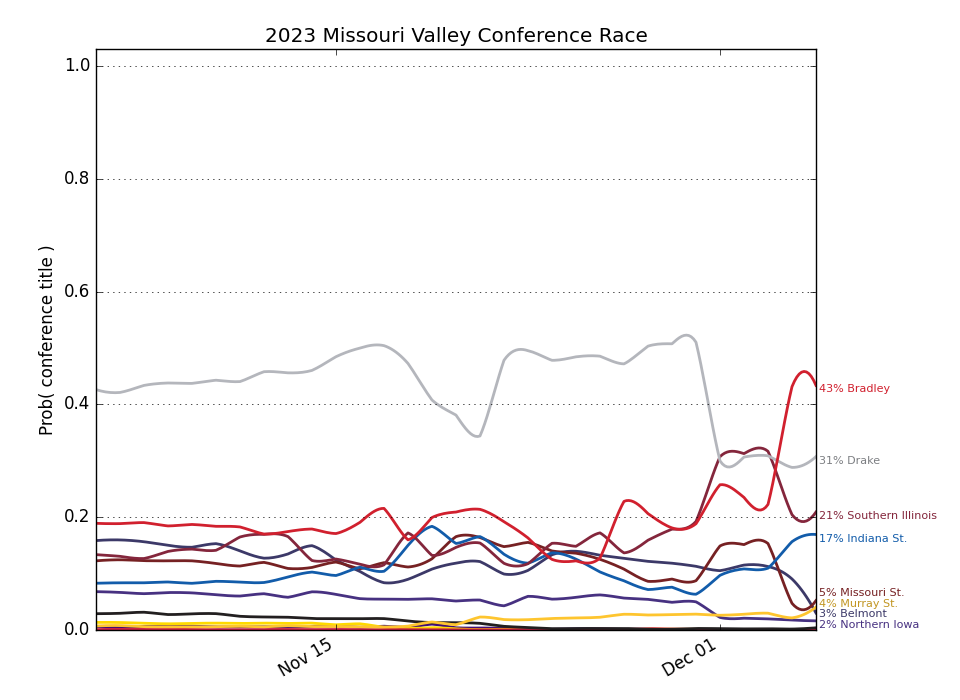 2023 Missouri Valley Conference Race
Prob( conference title )
1.0
0.8
0.6
0.4
0.2
0.0
Nov 15
Dec 01
43% Bradley
31% Drake
21% Southern Illinois
17% Indiana St.
5% Missouri St.
4% Murray St.
3% Belmont
2% Northern Iowa